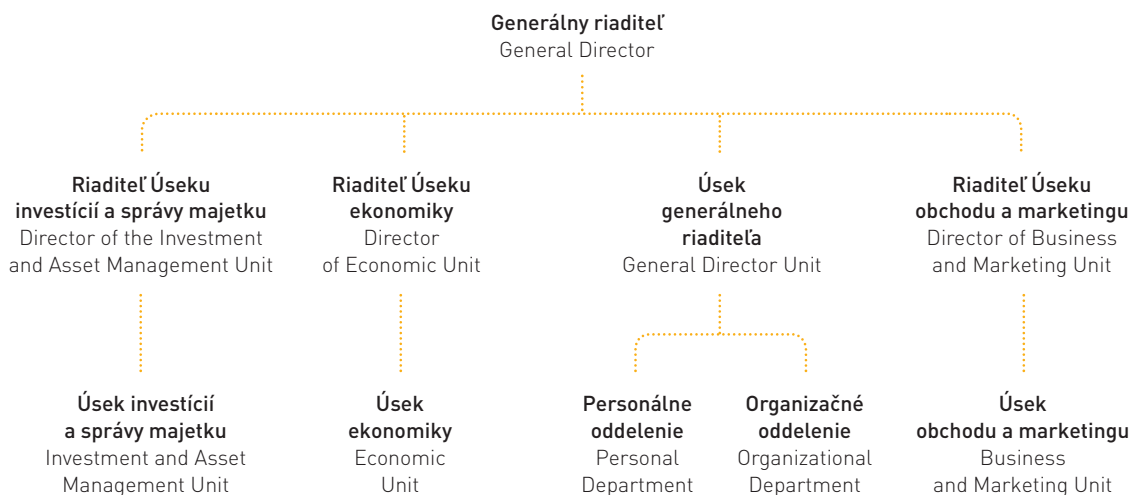 Generálny riaditeľ
General Director
Riaditeľ Úseku
investícií a správy majetku
Director of the Investment
and Asset Management Unit
Riaditeľ Úseku
ekonomiky
Director
of Economic Unit
Úsek
generálneho
riaditeľa
General Director Unit
Riaditeľ Úseku
obchodu a marketingu
Director of Business
and Marketing Unit
Úsek investícií
a správy majetku
Investment and Asset
Management Unit
Úsek
ekonomiky
Economic
Unit
Personálne
oddelenie
Personal
Department
Organizačné
oddelenie
Organizational
Department
Úsek
obchodu a marketingu
Business
and Marketing Unit